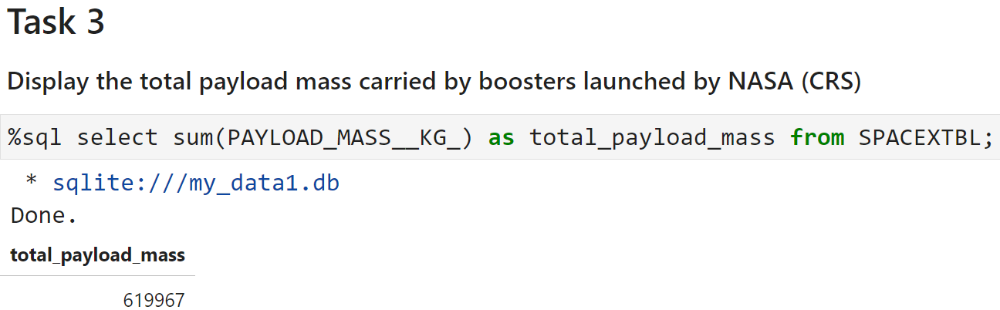 Task 3
Display the total payload mass carried by boosters launched by NASA (CRS)
%sql select sum(PAYLOAD_MASS__KG_) as total_payload_mass from SPACEXTBL;
* sqlite:///my_data1.db
Done.
total_payload_mass
619967